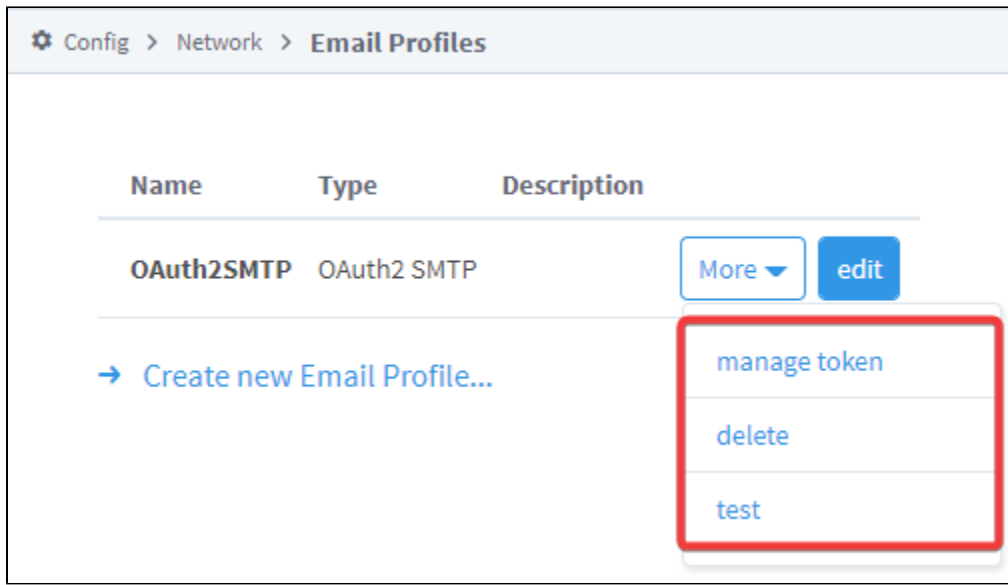 Config > Network > Email Profiles
Name Type Description
OAuth2SMTP OAuth2 SMTP More edit
manage token
→ Create new Email Profile...
delete
test